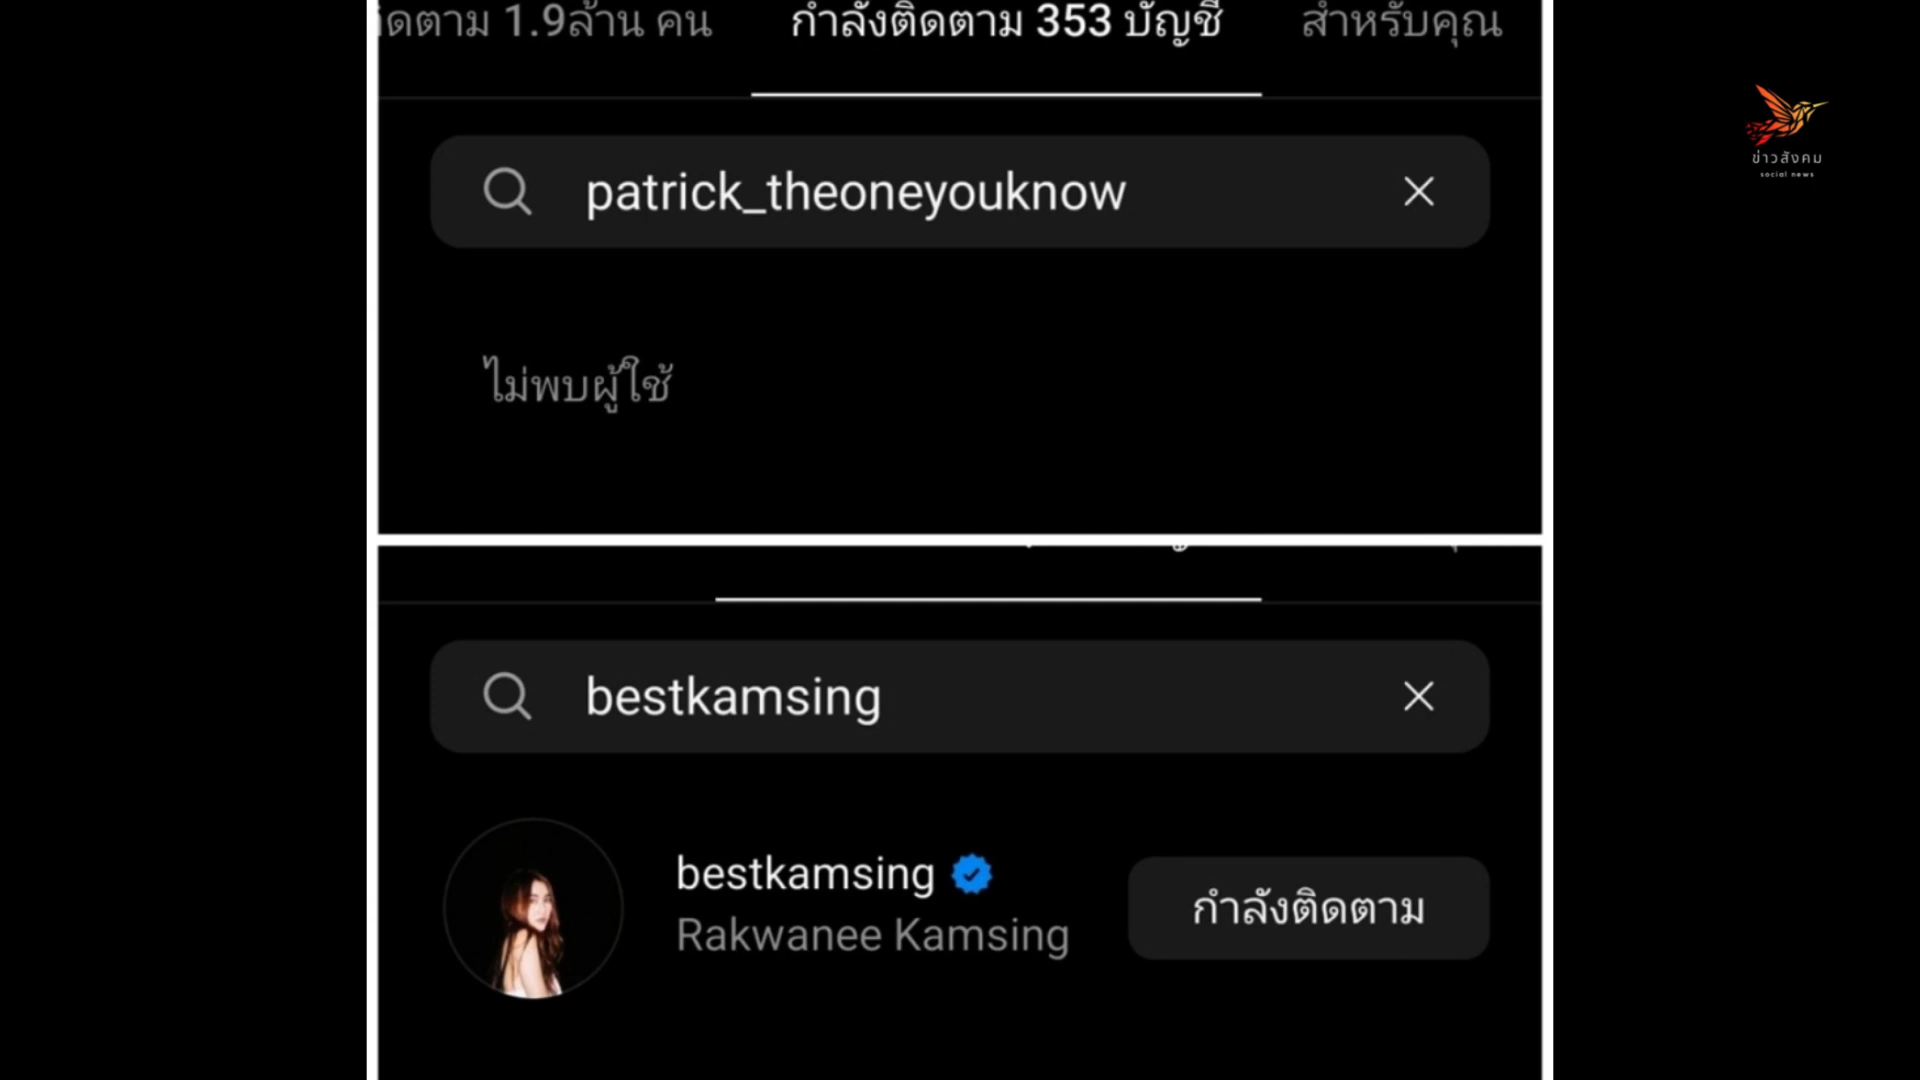 ติดตาม 1.9ล้าน คน
กำลังติดตาม 353 บัญชี
สำหรับคุณ
ข่าวสังคม
social news
patrick_theoneyouknow
ไม่พบผู้ใช้
bestkamsing
bestkamsing
Rakwanee Kamsing
กำลังติดตาม